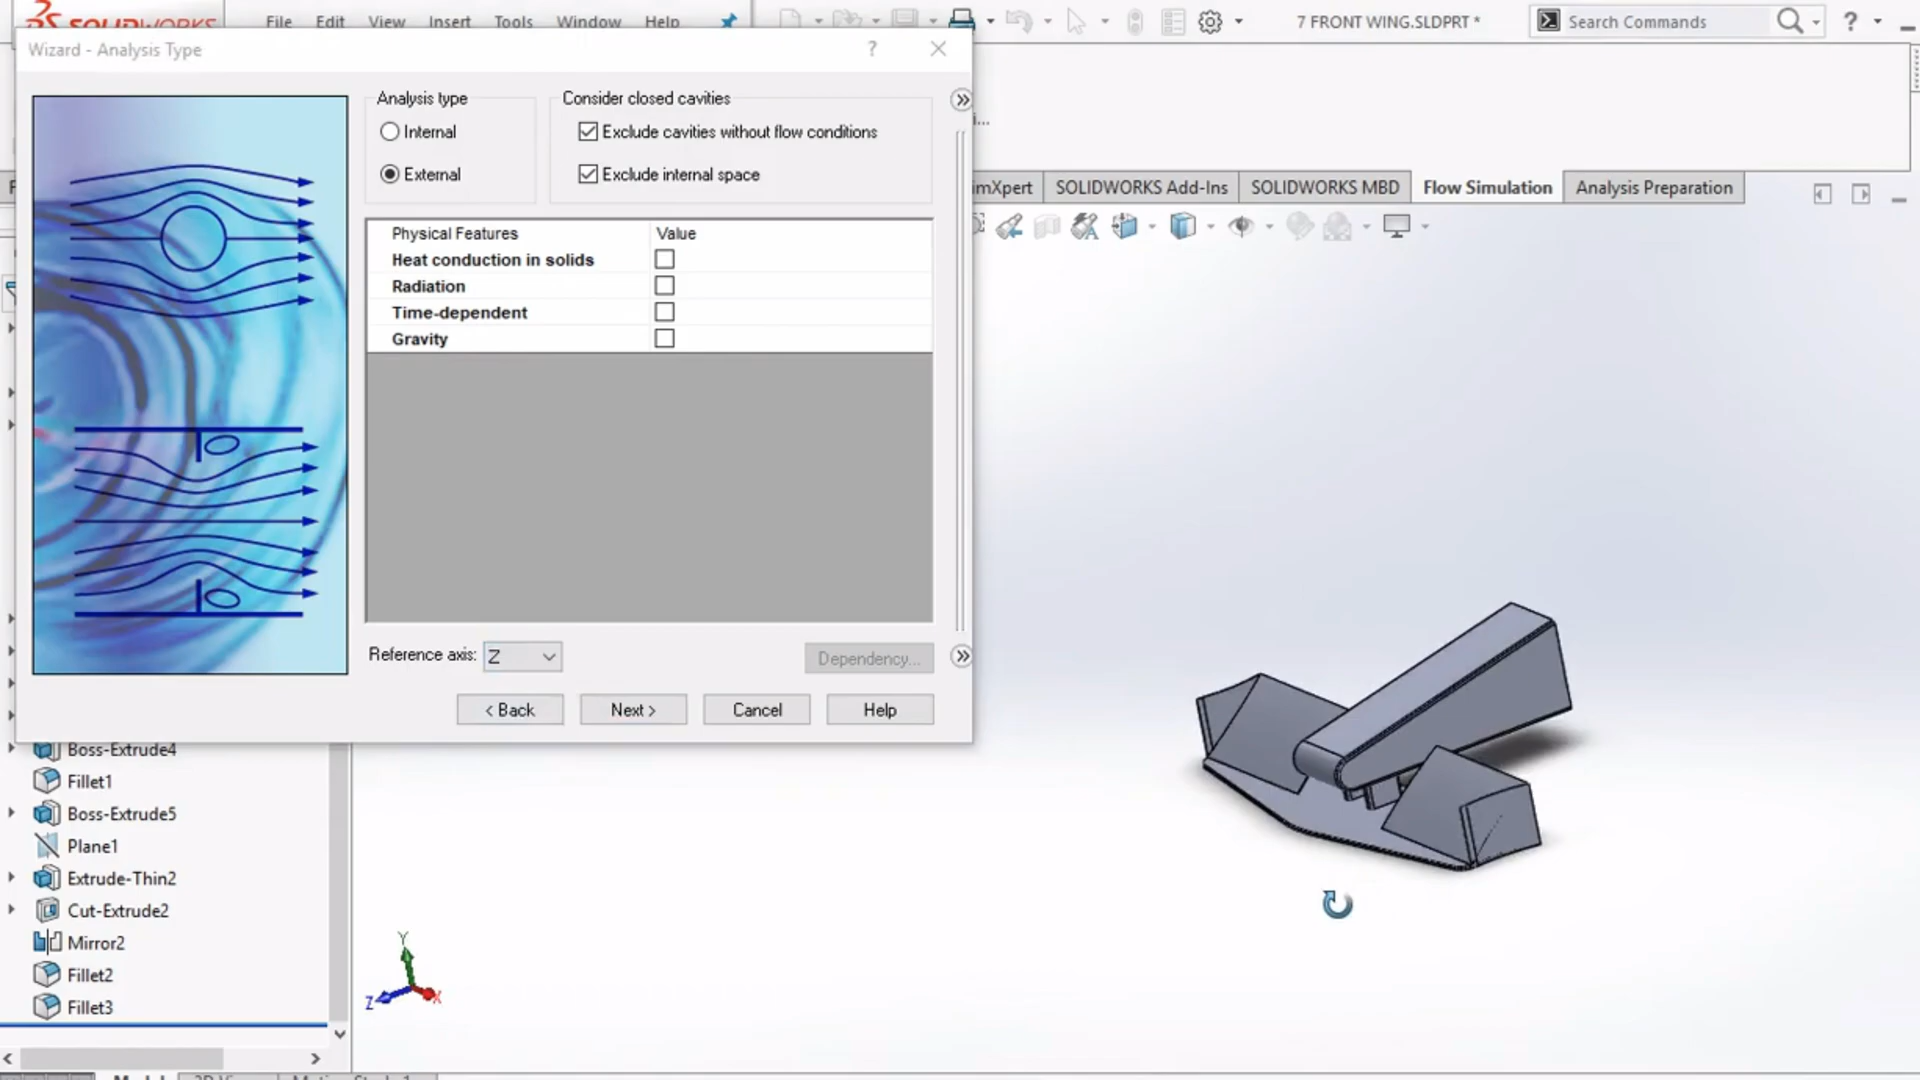 SOLIDWORKS File Edit View Insert Tools Window Help 7 FRONT WING.SLDPRT * Search Commands ?
Wizard - Analysis Type ?
Analysis type
Internal
External
Consider closed cavities
Exclude cavities without flow conditions
Exclude internal space
Physical Features Value
Heat conduction in solids
Radiation
Time-dependent
Gravity
Reference axis: Z Dependency...
< Back Next > Cancel Help
...
imXpert SOLIDWORKS Add-Ins SOLIDWORKS MBD Flow Simulation Analysis Preparation
Boss-Extrude4
Fillet1
Boss-Extrude5
Plane1
Extrude-Thin2
Cut-Extrude2
Mirror2
Fillet2
Fillet3
Y
Z X